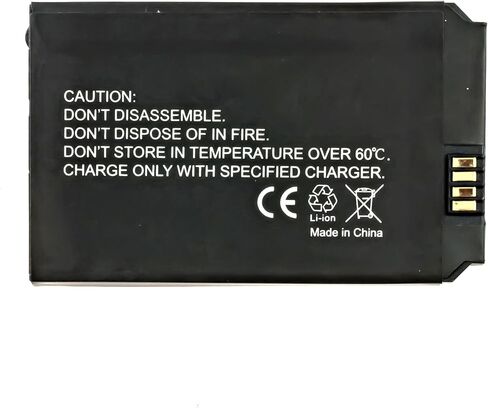 CAUTION:
DON'T DISASSEMBLE.
DON'T DISPOSE OF IN FIRE.
DON'T STORE IN TEMPERATURE OVER 60℃.
CHARGE ONLY WITH SPECIFIED CHARGER.
CE
Li-ion
Made in China